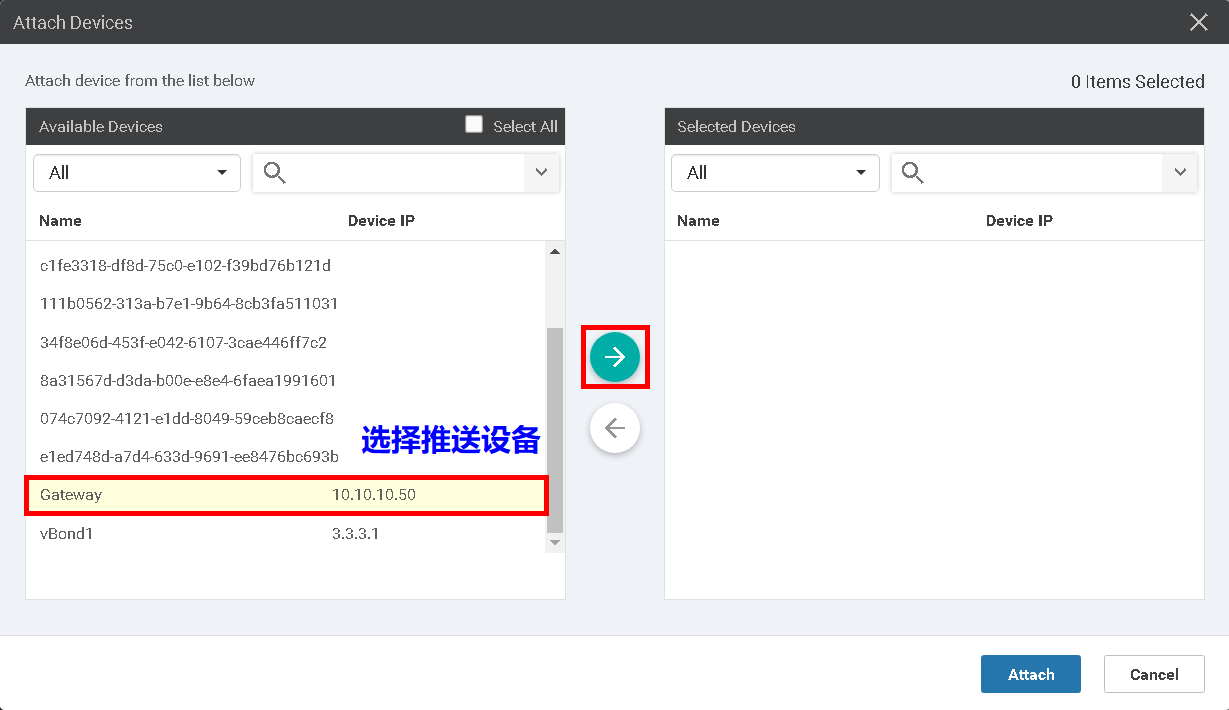 Attach Devices
Attach device from the list below
0 Items Selected
Available Devices
Select All
Selected Devices
All
All
Name
Device IP
Name
Device IP
c1fe3318-df8d-75c0-e102-f39bd76b121d
111b0562-313a-b7e1-9b64-8cb3fa511031
34f8e06d-453f-e042-6107-3cae446ff7c2
8a31567d-d3da-b00e-e8e4-6faea1991601
074c7092-4121-e1dd-8049-59ceb8caecf8
选择推送设备
e1ed748d-a7d4-633d-9691-ee8476bc693b
Gateway 10.10.10.50
vBond1 3.3.3.1
Attach
Cancel